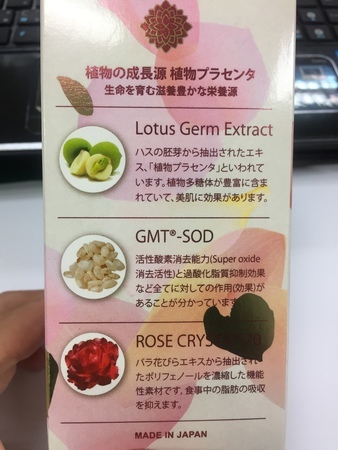 植物の成長源 植物プラセンタ
生命を育む滋養豊かな栄養源
Lotus Germ Extract
ハスの胚芽から抽出されたエキ
ス、「植物プラセンタ」といわれて
います。植物多糖体が豊富に含ま
れていて、美肌に効果があります。
GMT®-SOD
活性酸素消去能力(Super oxide
消去活性)と過酸化脂質抑制効果
など全てに対しての作用(効果)が
あることが分かっています。
ROSE CRYS
バラ花びらエキスから抽出され
たポリフェノールを濃縮した機能
性素材です。食事中の脂肪の吸収
を抑えます。
MADE IN JAPAN